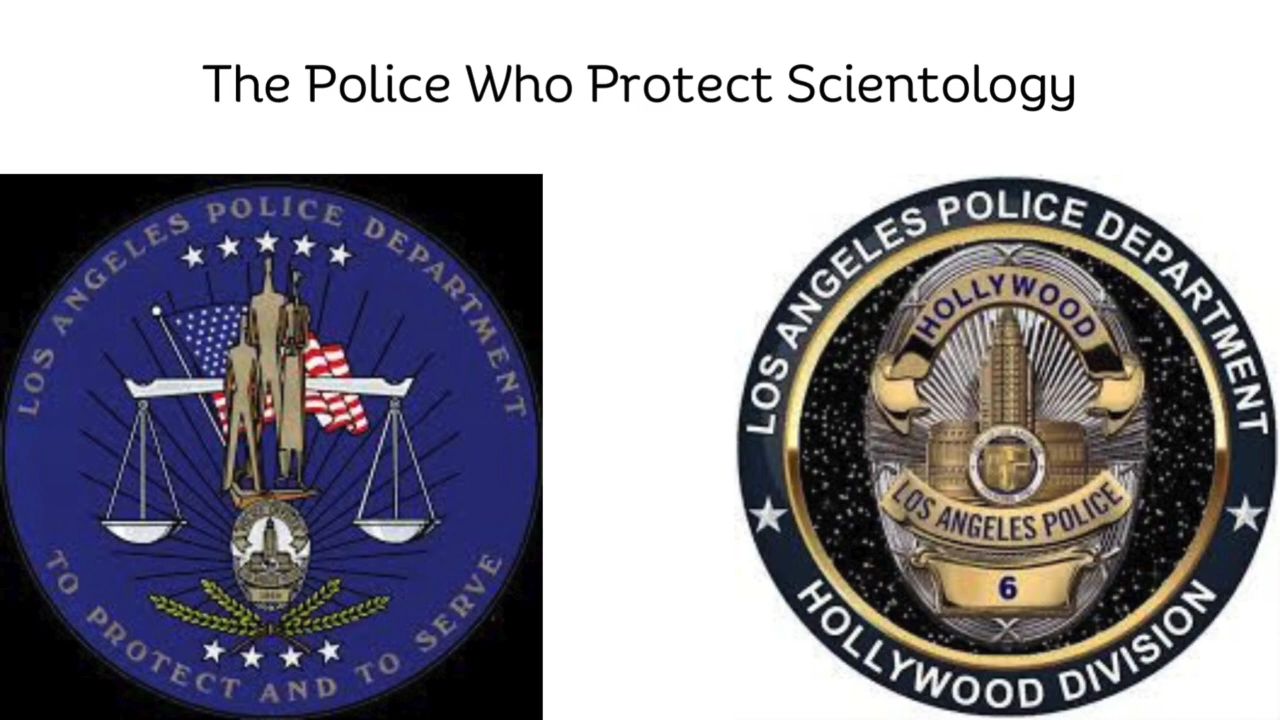 The Police Who Protect Scientology
LOS ANGELES POLICE DEPARTMENT
TO PROTECT AND TO SERVE
LOS ANGELES POLICE DEPARTMENT
HOLLYWOOD
LOS ANGELES POLICE
6
HOLLYWOOD DIVISION